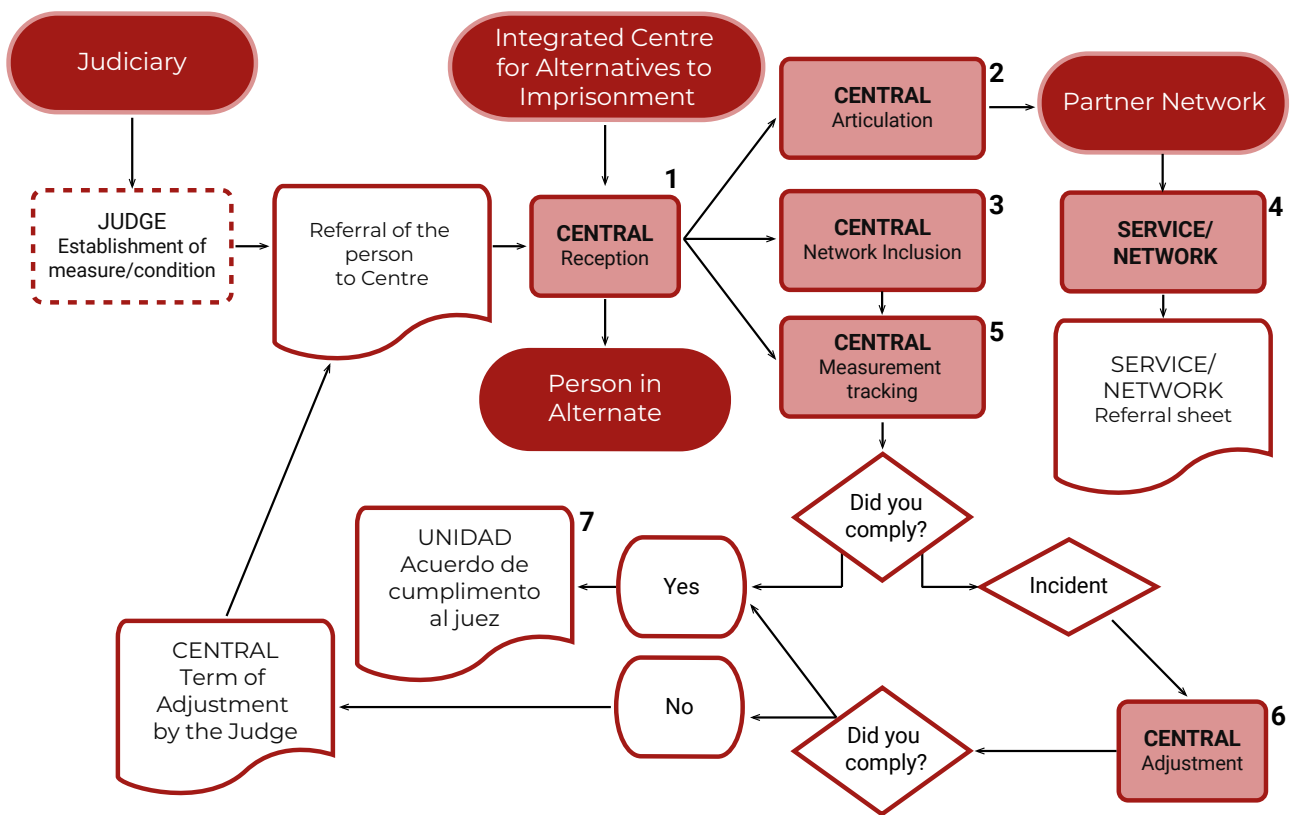 Judiciary
Integrated Centre
for Alternatives to
Imprisonment
2
CENTRAL
Articulation
Partner Network
JUDGE
Establishment of
measure/condition
Referral of the
person
to Centre
1
CENTRAL
Reception
3
CENTRAL
Network Inclusion
4
SERVICE/
NETWORK
5
CENTRAL
Measurement
tracking
Person in
Alternate
SERVICE/
NETWORK
Referral sheet
Did you
comply?
7
UNIDAD
Acuerdo de
cumplimento
al juez
Yes
Incident
CENTRAL
Term of
Adjustment
by the Judge
No
Did you
comply?
6
CENTRAL
Adjustment